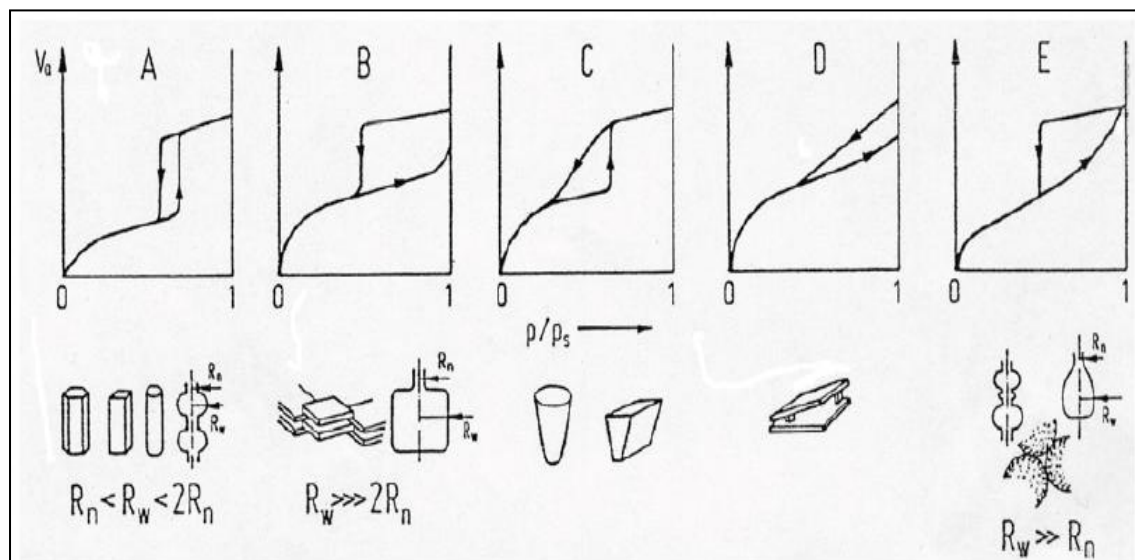 Va A B C D E
0 1 0 1 0 1 0 1 0 1
p/ps
Rn Rw Rn Rw Rn Rw
Rn < Rw < 2Rn Rw >>> 2Rn Rw >> Rn